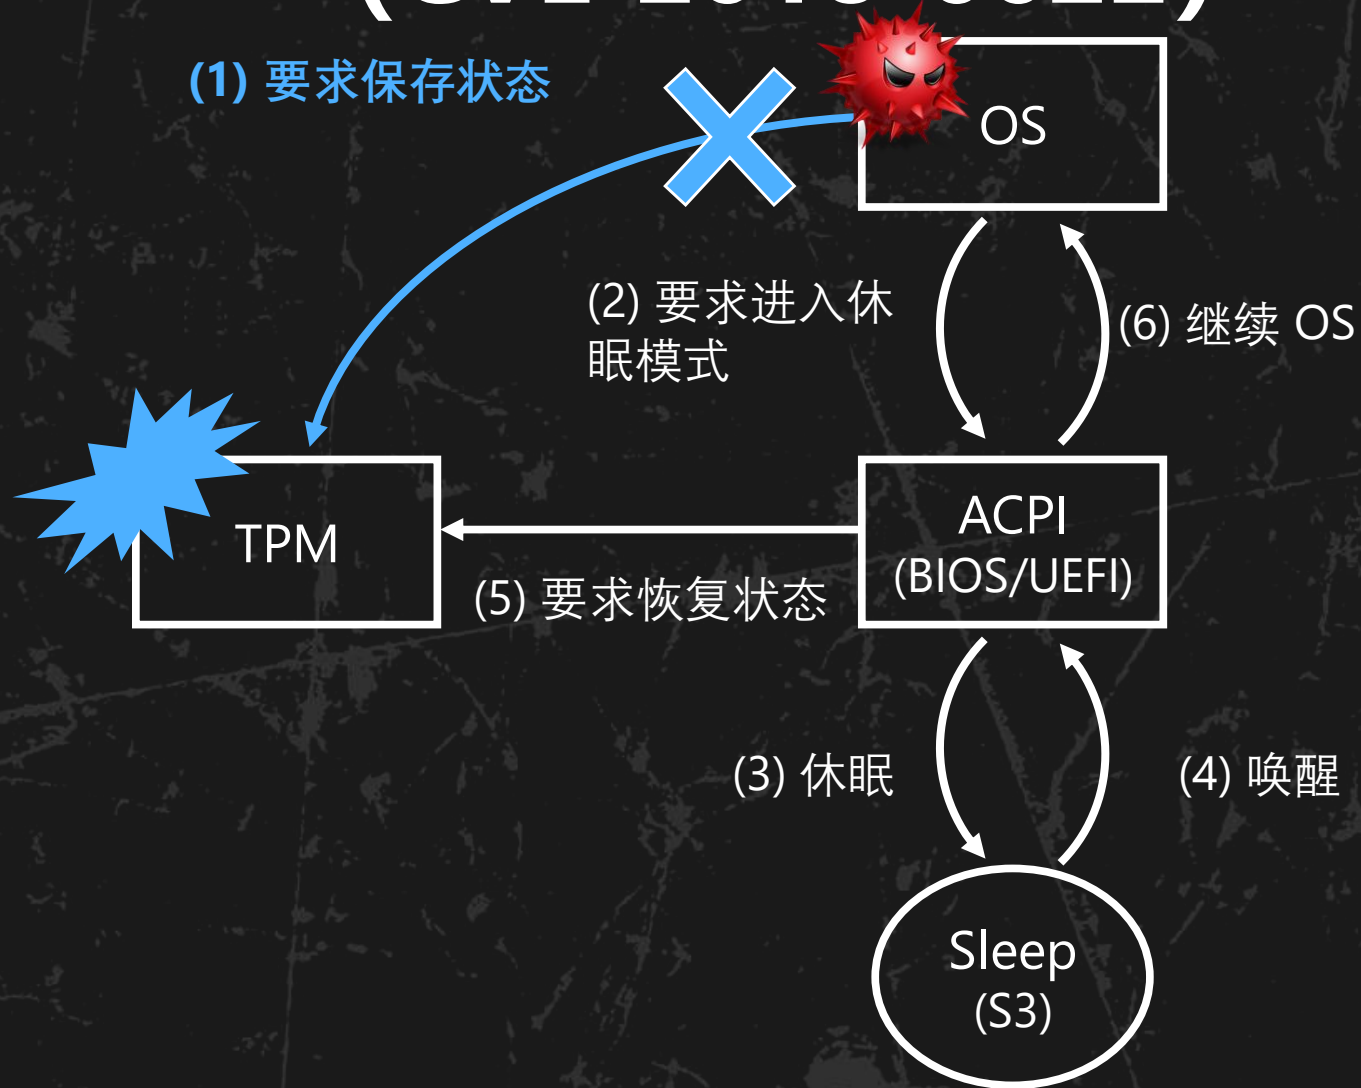 (1) 要求保存状态
OS
(2) 要求进入休
眠模式
(6) 继续 OS
TPM
ACPI
(BIOS/UEFI)
(5) 要求恢复状态
(3) 休眠
(4) 唤醒
Sleep
(S3)